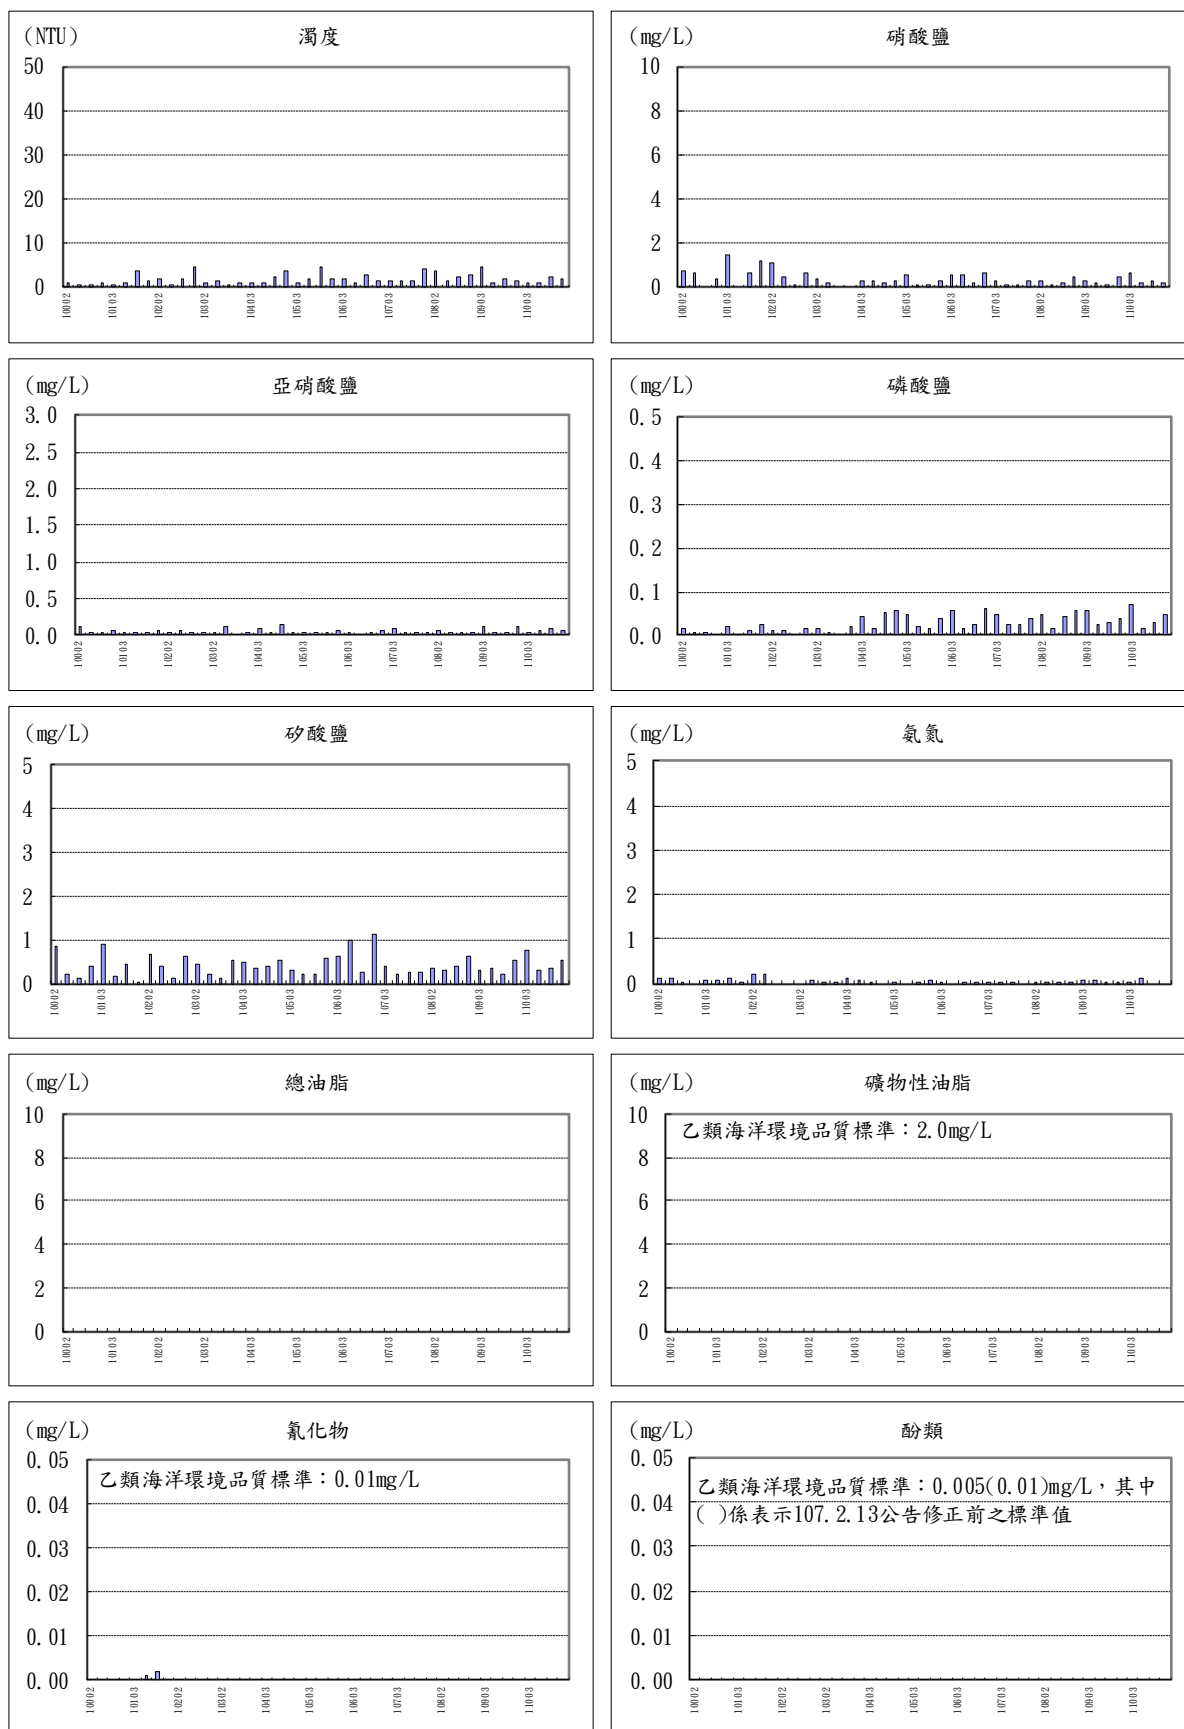 (NTU) 濁度
50
40
30
20
10
0
10002 10103 10202 10302 10403 10503 10603 10703 10802 10903 11003
(mg/L) 硝酸鹽
10
8
6
4
2
0
10002 10103 10202 10302 10403 10503 10603 10703 10802 10903 11003
(mg/L) 亞硝酸鹽
3.0
2.5
2.0
1.5
1.0
0.5
0.0
10002 10103 10202 10302 10403 10503 10603 10703 10802 10903 11003
(mg/L) 磷酸鹽
0.5
0.4
0.3
0.2
0.1
0.0
10002 10103 10202 10302 10403 10503 10603 10703 10802 10903 11003
(mg/L) 矽酸鹽
5
4
3
2
1
0
10002 10103 10202 10302 10403 10503 10603 10703 10802 10903 11003
(mg/L) 氨氮
5
4
3
2
1
0
10002 10103 10202 10302 10403 10503 10603 10703 10802 10903 11003
(mg/L) 總油脂
10
8
6
4
2
0
10002 10103 10202 10302 10403 10503 10603 10703 10802 10903 11003
(mg/L) 礦物性油脂
乙類海洋環境品質標準：2.0mg/L
10
8
6
4
2
0
10002 10103 10202 10302 10403 10503 10603 10703 10802 10903 11003
(mg/L) 氰化物
乙類海洋環境品質標準：0.01mg/L
0.05
0.04
0.03
0.02
0.01
0.00
10002 10103 10202 10302 10403 10503 10603 10703 10802 10903 11003
(mg/L) 酚類
乙類海洋環境品質標準：0.005(0.01)mg/L，其中
( )係表示107.2.13公告修正前之標準值
0.05
0.04
0.03
0.02
0.01
0.00
10002 10103 10202 10302 10403 10503 10603 10703 10802 10903 11003